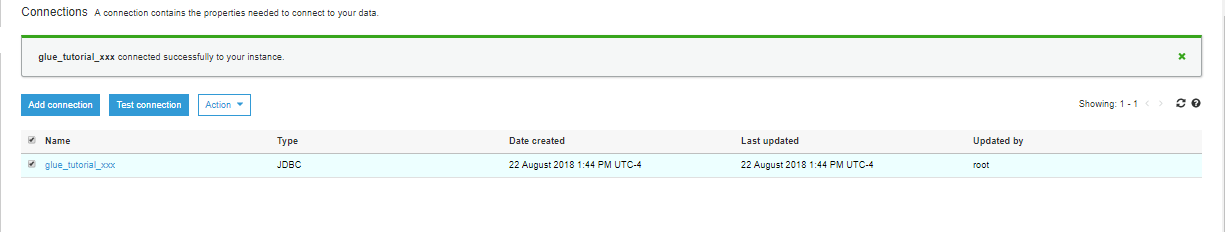 Connections A connection contains the properties needed to connect to your data.
glue_tutorial_xxx connected successfully to your instance.
Add connection Test connection Action Showing: 1 - 1
Name Type Date created Last updated Updated by
glue_tutorial_xxx JDBC 22 August 2018 1:44 PM UTC-4 22 August 2018 1:44 PM UTC-4 root